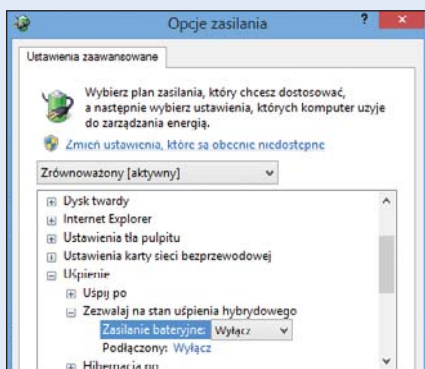 Opcje zasilania
?
Ustawienia zaawansowane
Wybierz plan zasilania, który chcesz dostosować,
a następnie wybierz ustawienia, których komputer użyje
do zarządzania energią.
Zmień ustawienia, które są obecnie niedostępne
Zrównoważony [aktywny]
Dysk twardy
Internet Explorer
Ustawienia tła pulpitu
Ustawienia karty sieci bezprzewodowej
Uśpienie
Uśpij po
Zezwalaj na stan uśpienia hybrydowego
Zasilanie bateryjne: Wyłącz
Podłączony: Wyłącz
Hibernacja po